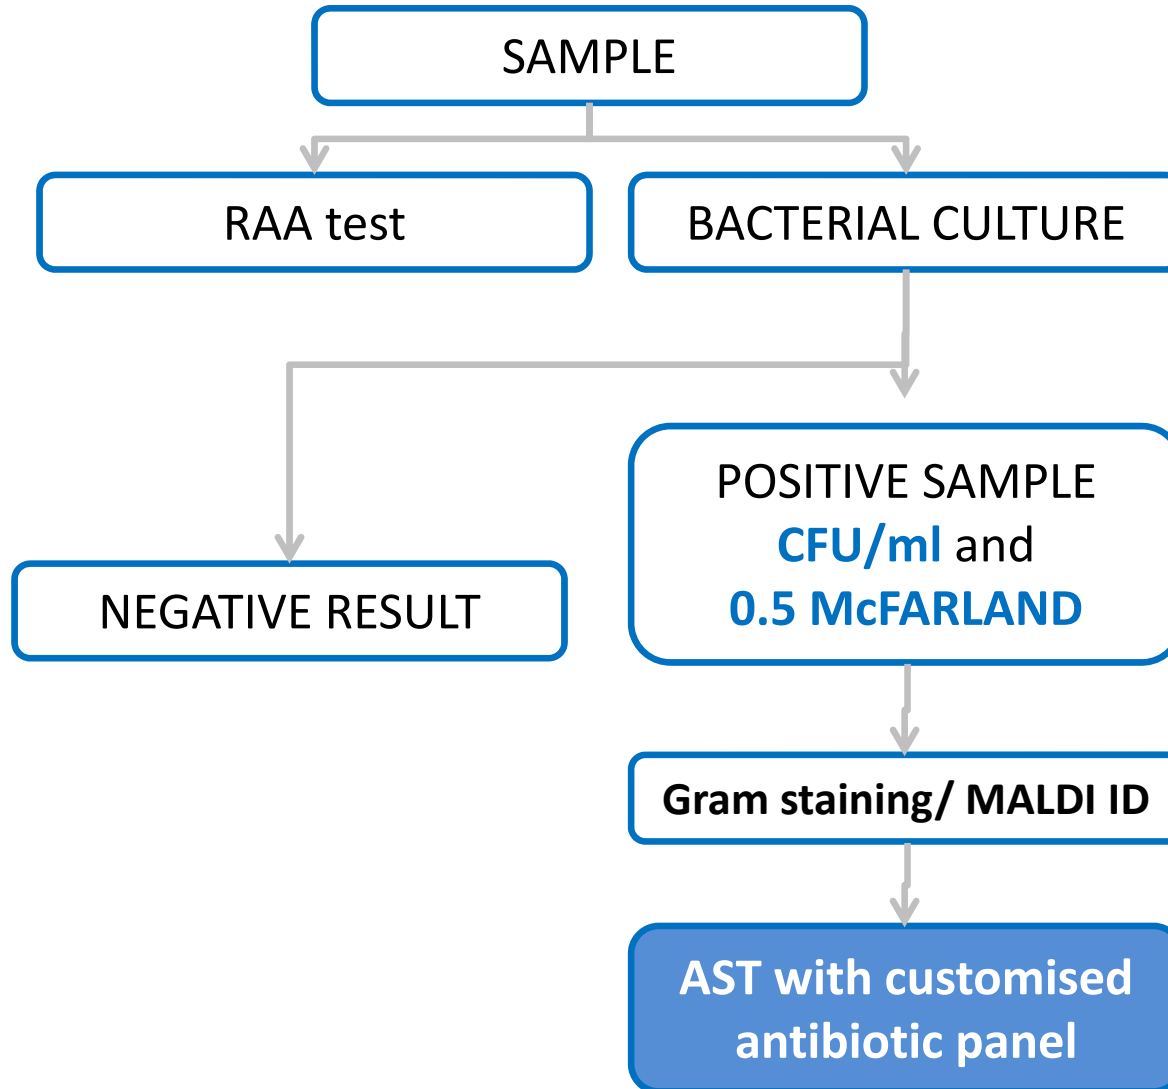 SAMPLE
RAA test
BACTERIAL CULTURE
POSITIVE SAMPLE
CFU/ml and
0.5 McFARLAND
NEGATIVE RESULT
Gram staining/ MALDI ID
AST with customised
antibiotic panel